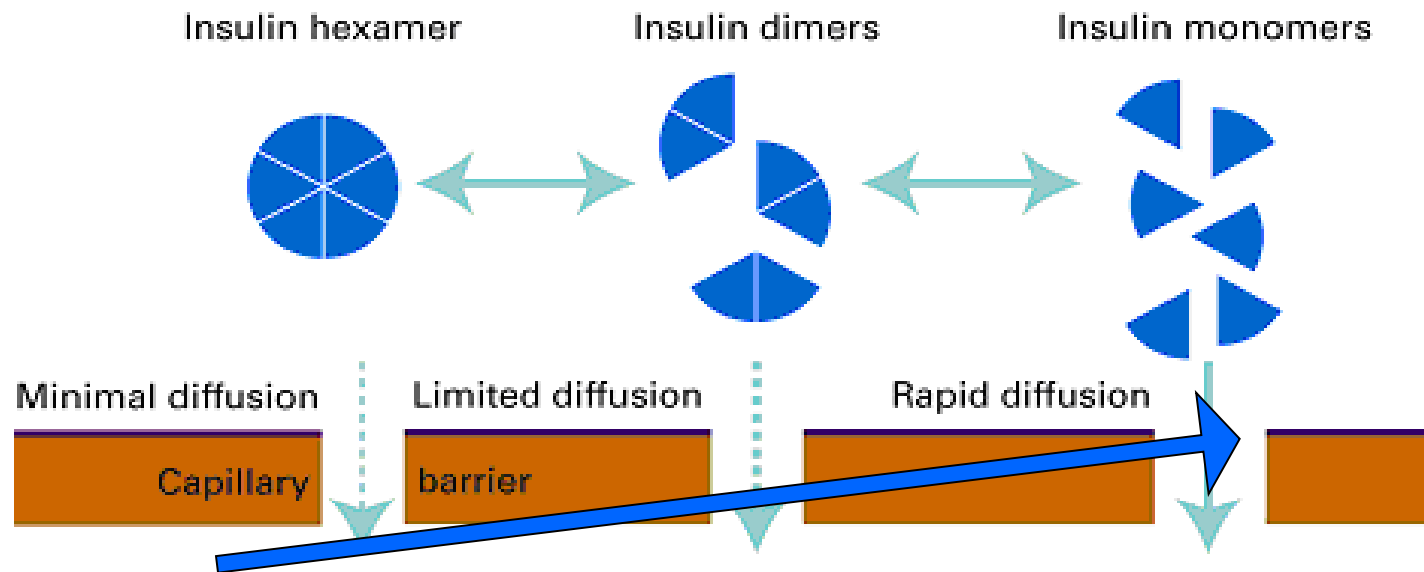 Insulin hexamer
Insulin dimers
Insulin monomers
Minimal diffusion
Limited diffusion
Rapid diffusion
Capillary
barrier